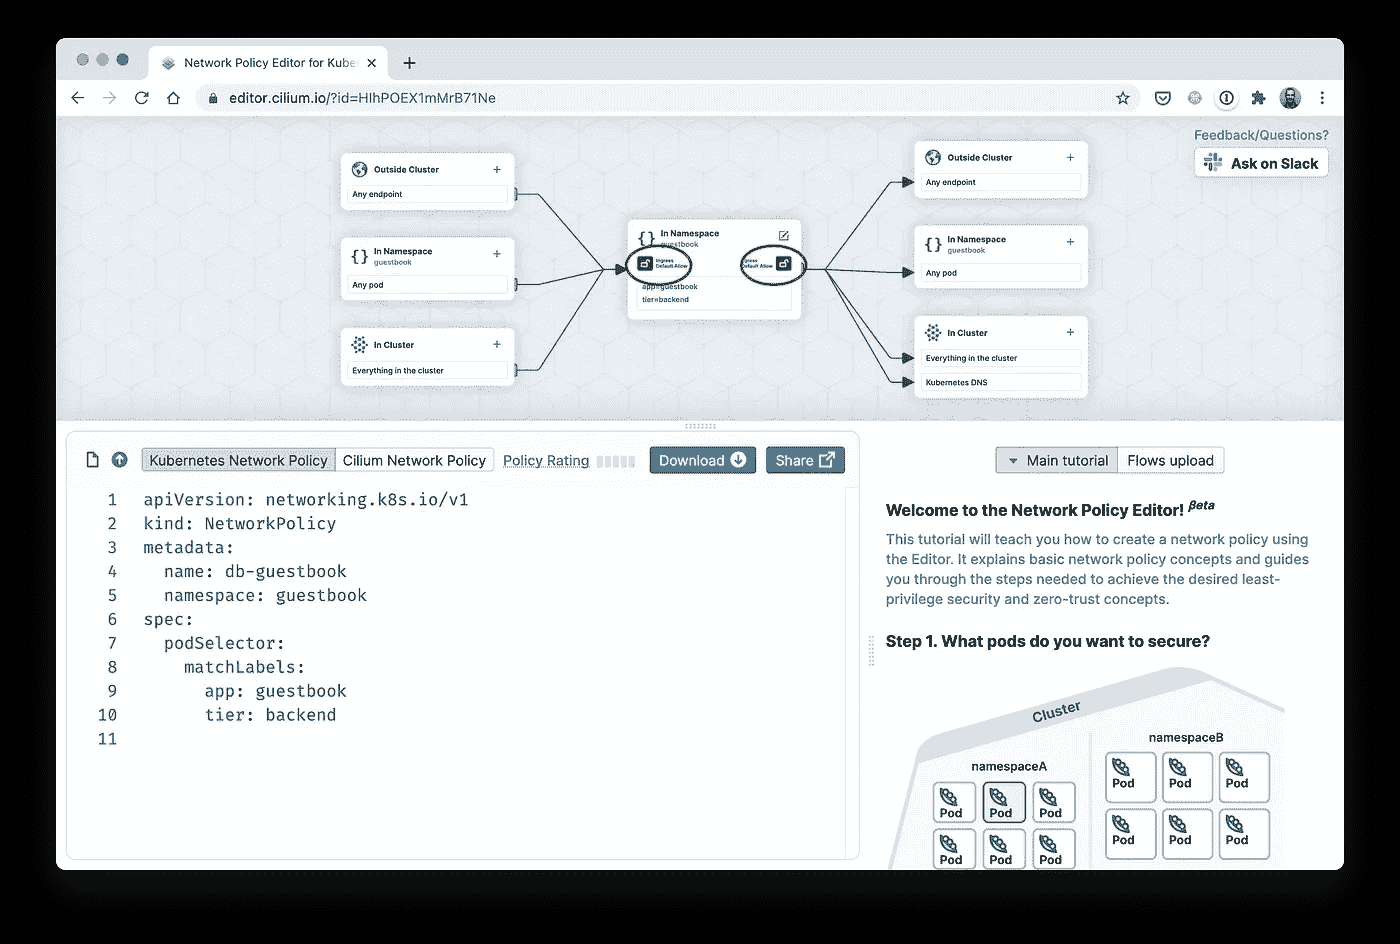 Network Policy Editor for Kube
editor.cilium.io/?id=HIhPOEX1mMrB71Ne
Feedback/Questions?
Ask on Slack
Outside Cluster +
Any endpoint
In Namespace +
guestbook
Any pod
In Cluster +
Everything in the cluster
{} In Namespace
guestbook
Ingress
Default Allow
gress
Default Allow
app=guestbook
tier=backend
Outside Cluster +
Any endpoint
{} In Namespace +
guestbook
Any pod
In Cluster +
Everything in the cluster
Kubernetes DNS
Kubernetes Network Policy Cilium Network Policy Policy Rating Download Share
1 apiVersion: networking.k8s.io/v1
2 kind: NetworkPolicy
3 metadata:
4 name: db-guestbook
5 namespace: guestbook
6 spec:
7 podSelector:
8 matchLabels:
9 app: guestbook
10 tier: backend
11
Main tutorial Flows upload
Welcome to the Network Policy Editor! βeta
This tutorial will teach you how to create a network policy using
the Editor. It explains basic network policy concepts and guides
you through the steps needed to achieve the desired least-
privilege security and zero-trust concepts.
Step 1. What pods do you want to secure?
Cluster
namespaceA
Pod Pod Pod
Pod Pod Pod
namespaceB
Pod Pod Pod
Pod Pod Pod